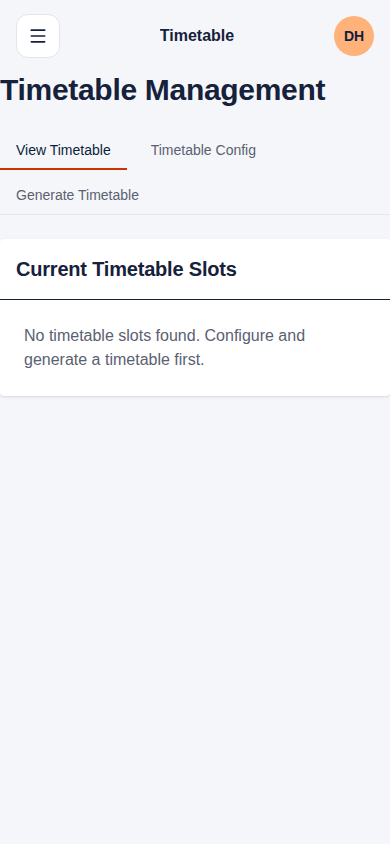 Timetable
DH
Timetable Management
View Timetable
Timetable Config
Generate Timetable
Current Timetable Slots
No timetable slots found. Configure and
generate a timetable first.